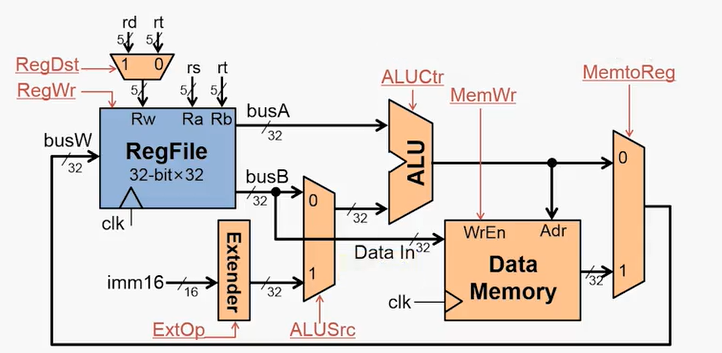 rd rt
5 5
1 0
RegDst
5
rs rt
5 5
RegWr
Rw Ra Rb
RegFile
32-bit×32
clk
busW
32
busA
32
busB
32
0
1
32
ALUSrc
imm16
16
Extender
32
ExtOp
ALUCtr
ALU
MemWr
Data In
32
WrEn Adr
Data
Memory
clk
32
MemtoReg
0
1